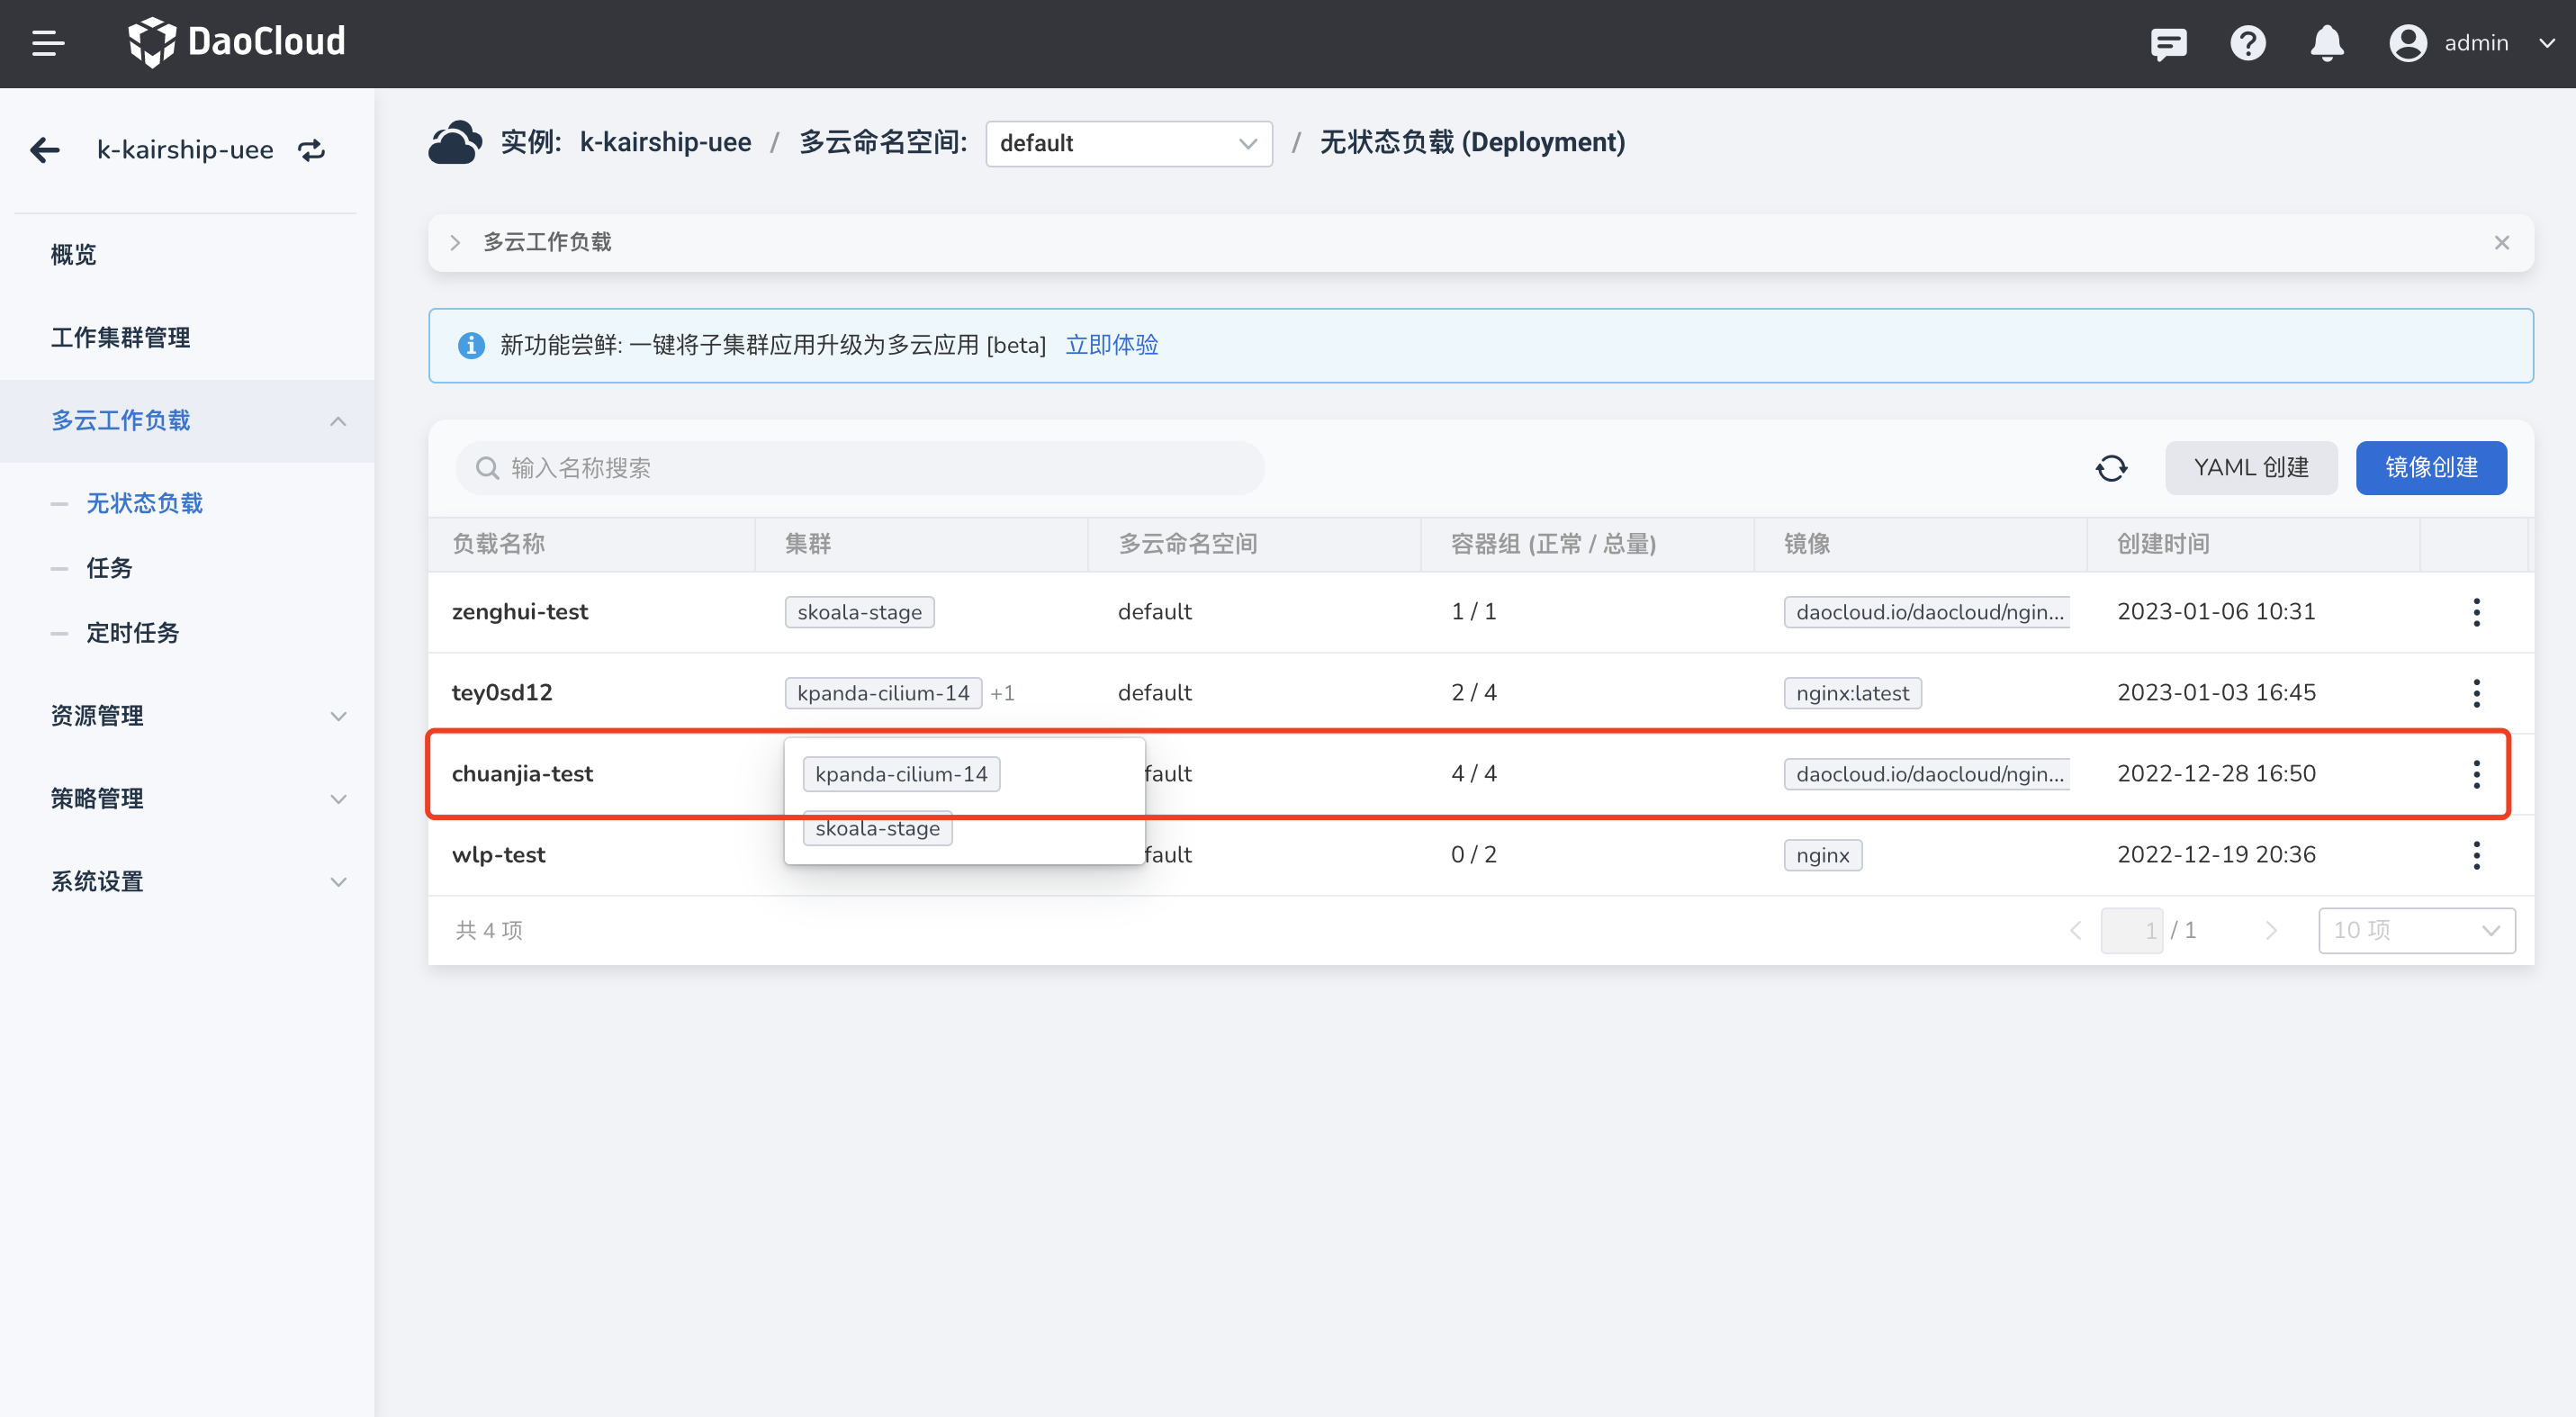 DaoCloud
admin
k-kairship-uee
概览
工作集群管理
多云工作负载
无状态负载
任务
定时任务
资源管理
策略管理
系统设置
实例: k-kairship-uee / 多云命名空间: default / 无状态负载 (Deployment)
多云工作负载
新功能尝鲜: 一键将子集群应用升级为多云应用 [beta] 立即体验
输入名称搜索 YAML 创建 镜像创建
负载名称 集群 多云命名空间 容器组 (正常 / 总量) 镜像 创建时间
zenghui-test skoala-stage default 1 / 1 daocloud.io/daocloud/ngin... 2023-01-06 10:31
tey0sd12 kpanda-cilium-14 +1 default 2 / 4 nginx:latest 2023-01-03 16:45
chuanjia-test kpanda-cilium-14 fault 4 / 4 daocloud.io/daocloud/ngin... 2022-12-28 16:50
skoala-stage
wlp-test fault 0 / 2 nginx 2022-12-19 20:36
共 4 项 1 / 1 10 项